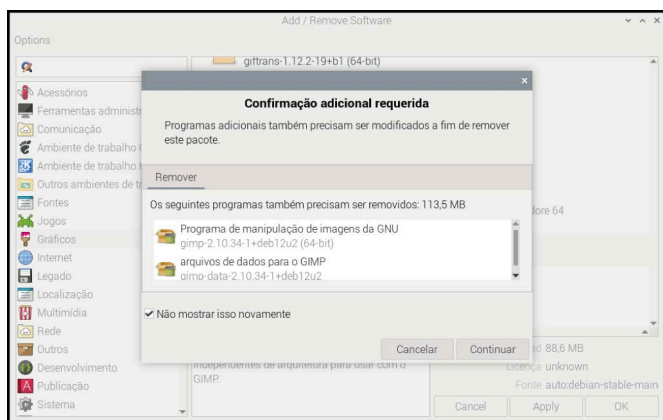 Add / Remove Software
Options
giftrans-1.12.2-19+b1 (64-bit)
Acessórios
Ferramentas administr
Comunicação
Ambiente de trabalho
Ambiente de trabalho
Outros ambientes de tr
Fontes
Jogos
Gráficos
Internet
Legado
Localização
Multimídia
Rede
Outros
Desenvolvimento
Publicação
Sistema
Confirmação adicional requerida
Programas adicionais também precisam ser modificados a fim de remover
este pacote.
Remover
Os seguintes programas também precisam ser removidos: 113,5 MB
Programa de manipulação de imagens da GNU
gimp-2.10.34-1+deb12u2 (64-bit)
arquivos de dados para o GIMP
gimp-data-2.10.34-1+deb12u2
Não mostrar isso novamente
Cancelar
Continuar
dore 64
independentes de arquitetura para usar com o
GIMP.
88,6 MB
Licença unknown
Fonte auto:debian-stable-main
Cancel
Apply
OK